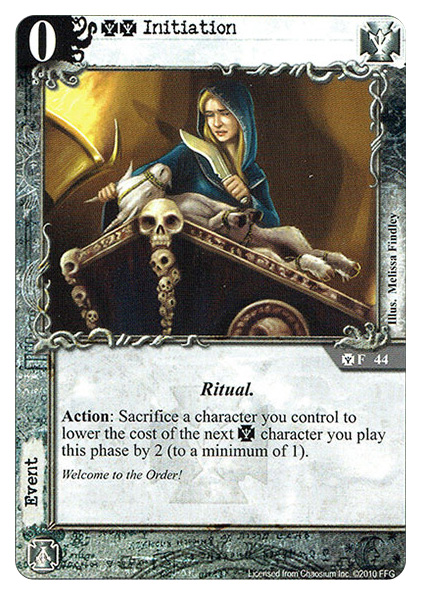 0
Initiation
Illus. Melissa Findley
F 44
Ritual.
Action: Sacrifice a character you control to
lower the cost of the next character you play
this phase by 2 (to a minimum of 1).
Welcome to the Order!
Event
Licensed from Chaosium Inc. ©2010 FFG